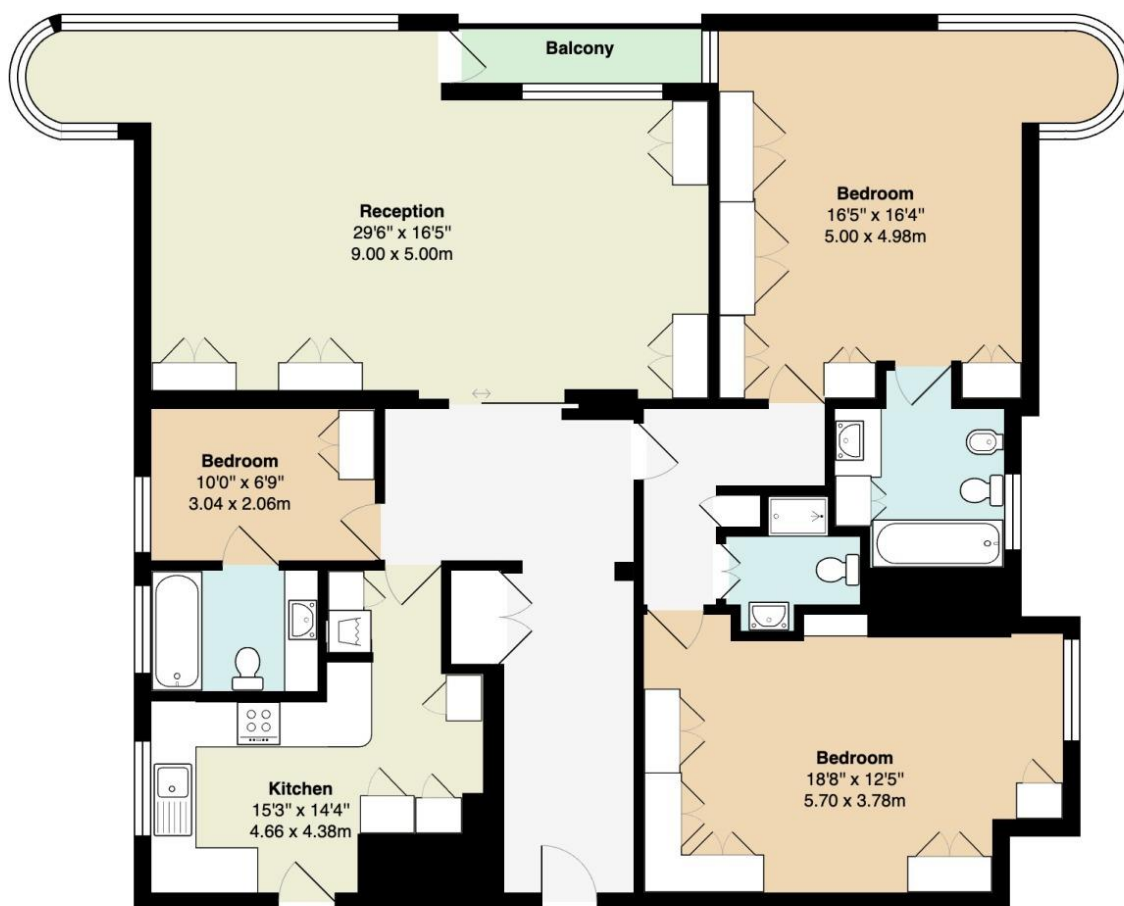 Balcony
Reception
29'6" x 16'5"
9.00 x 5.00m
Bedroom
16'5" x 16'4"
5.00 x 4.98m
Bedroom
10'0" x 6'9"
3.04 x 2.06m
Kitchen
15'3" x 14'4"
4.66 x 4.38m
Bedroom
18'8" x 12'5"
5.70 x 3.78m